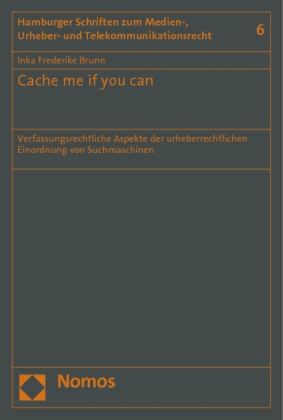 Hamburger Schriften zum Medien-,
Urheber- und Telekommunikationsrecht
6
Inka Frederike Brunn
Cache me if you can
Verfassungsrechtliche Aspekte der urheberrechtlichen
Einordnung von Suchmaschinen
Nomos